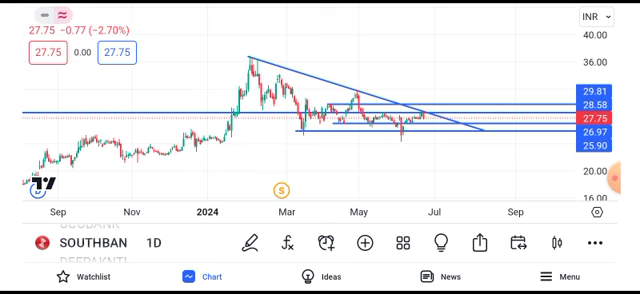 INR
27.75 −0.77 (−2.70%)
27.75 0.00 27.75
40.00
36.00
29.81
28.58
27.75
26.97
25.90
20.00
16.00
S
Sep Nov 2024 Mar May Jul Sep
SOUTHBAN 1D
Watchlist Chart Ideas News Menu